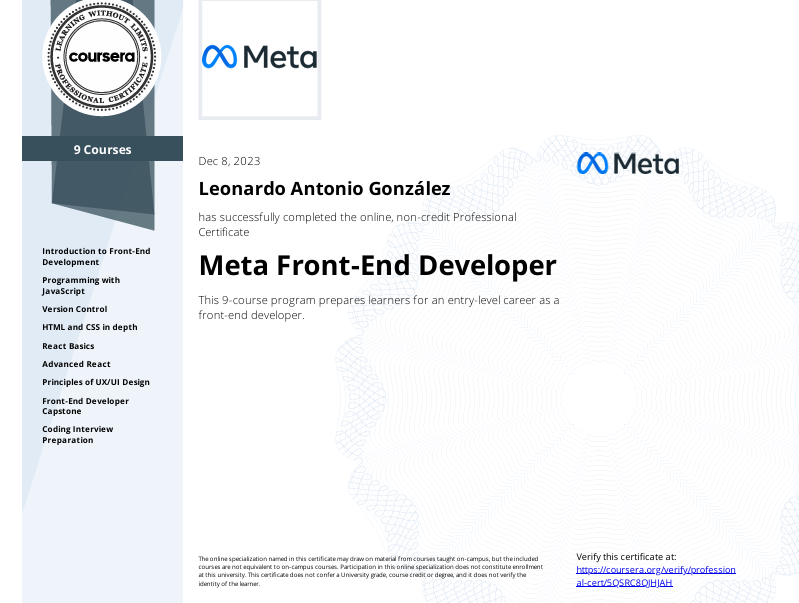 LEARNING WITHOUT LIMITS
coursera
PROFESSIONAL CERTIFICATE
9 Courses
Introduction to Front-End
Development
Programming with
JavaScript
Version Control
HTML and CSS in depth
React Basics
Advanced React
Principles of UX/UI Design
Front-End Developer
Capstone
Coding Interview
Preparation
Meta
Dec 8, 2023
Leonardo Antonio González
has successfully completed the online, non-credit Professional
Certificate
Meta Front-End Developer
This 9-course program prepares learners for an entry-level career as a
front-end developer.
Meta
The online specialization named in this certificate may draw on material from courses taught on-campus, but the included
courses are not equivalent to on-campus courses. Participation in this online specialization does not constitute enrollment
at this university. This certificate does not confer a University grade, course credit or degree, and it does not verify the
identity of the learner.
Verify this certificate at:
https://coursera.org/verify/profession
al-cert/5QSRC8QJHJAH